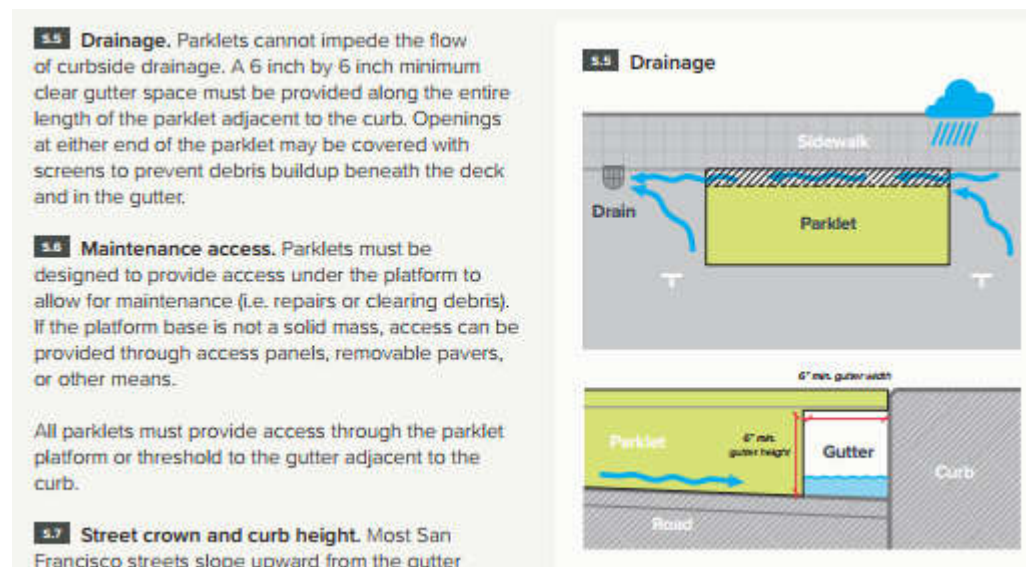 5.5 Drainage. Parklets cannot impede the flow
of curbside drainage. A 6 inch by 6 inch minimum
clear gutter space must be provided along the entire
length of the parklet adjacent to the curb. Openings
at either end of the parklet may be covered with
screens to prevent debris buildup beneath the deck
and in the gutter.
5.6 Maintenance access. Parklets must be
designed to provide access under the platform to
allow for maintenance (i.e. repairs or clearing debris).
If the platform base is not a solid mass, access can be
provided through access panels, removable pavers,
or other means.
All parklets must provide access through the parklet
platform or threshold to the gutter adjacent to the
curb.
5.7 Street crown and curb height. Most San
Francisco streets slope upward from the gutter
5.5 Drainage
Sidewalk
Drain
Parklet
6" min. gutter width
Parklet
6" min.
gutter height
Gutter
Curb
Road